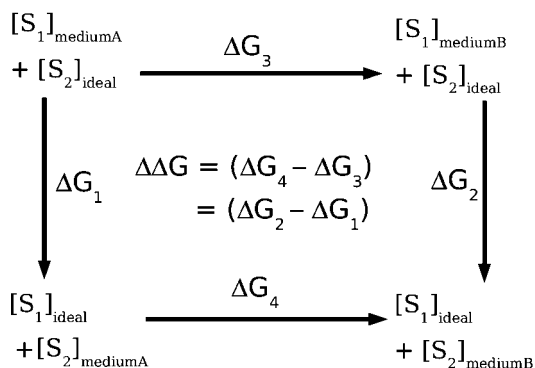 [S₁]mediumA
+ [S₂]ideal
ΔG₃
[S₁]mediumB
+ [S₂]ideal
ΔG₁
ΔΔG = (ΔG₄ – ΔG₃)
= (ΔG₂ – ΔG₁)
ΔG₂
[S₁]ideal
+[S₂]mediumA
ΔG₄
[S₁]ideal
+ [S₂]mediumB